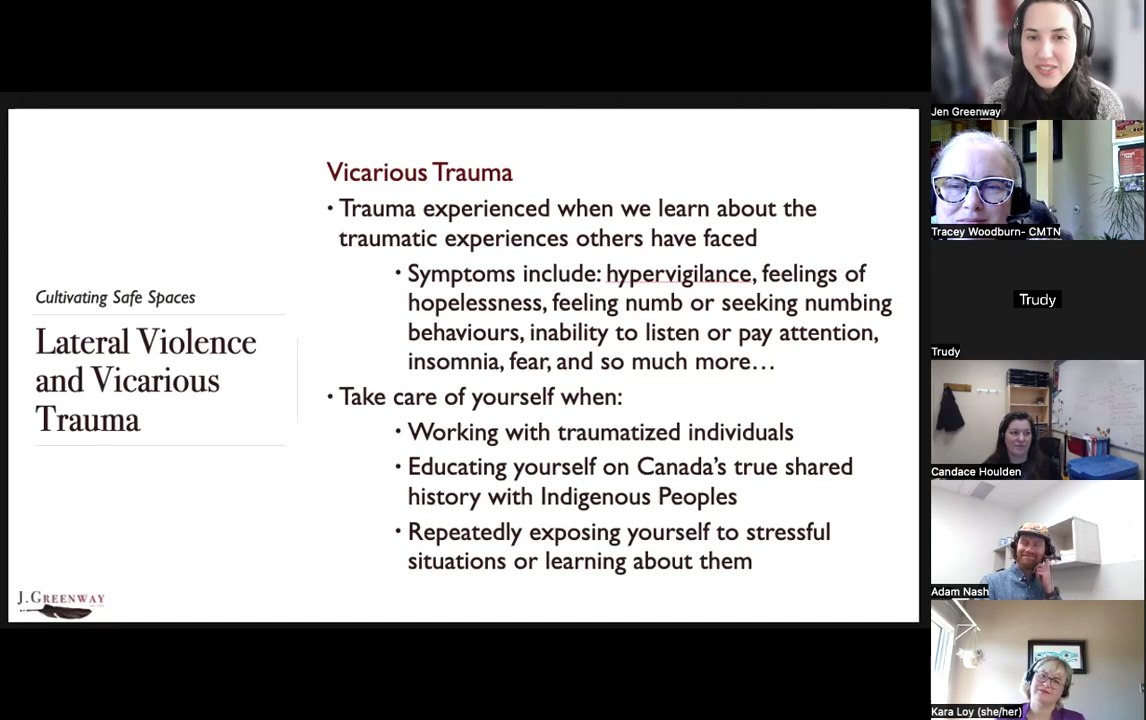 Cultivating Safe Spaces
Lateral Violence
and Vicarious
Trauma
J. GREENWAY
Vicarious Trauma
• Trauma experienced when we learn about the
traumatic experiences others have faced
• Symptoms include: hypervigilance, feelings of
hopelessness, feeling numb or seeking numbing
behaviours, inability to listen or pay attention,
insomnia, fear, and so much more…
• Take care of yourself when:
• Working with traumatized individuals
• Educating yourself on Canada’s true shared
history with Indigenous Peoples
• Repeatedly exposing yourself to stressful
situations or learning about them
Jen Greenway
Tracey Woodburn- CMTN
Trudy
Trudy
Candace Houlden
Adam Nash
Kara Loy (she/her)